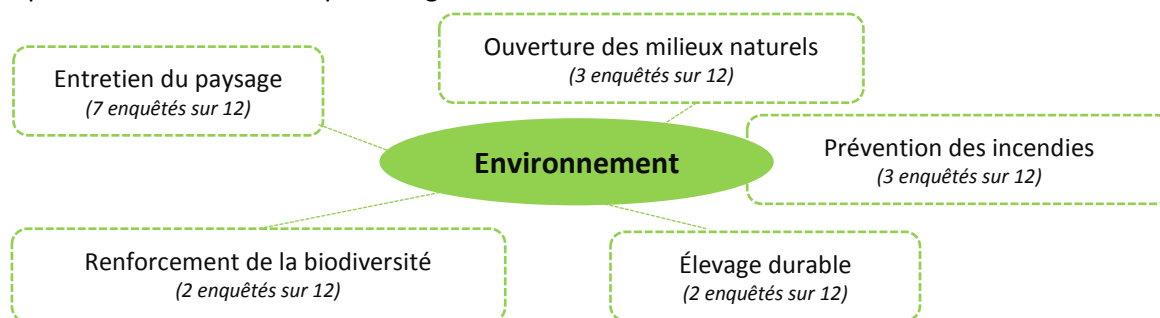 Ouverture des milieux naturels
(3 enquêtés sur 12)
Entretien du paysage
(7 enquêtés sur 12)
Environnement
Prévention des incendies
(3 enquêtés sur 12)
Renforcement de la biodiversité
(2 enquêtés sur 12)
Élevage durable
(2 enquêtés sur 12)